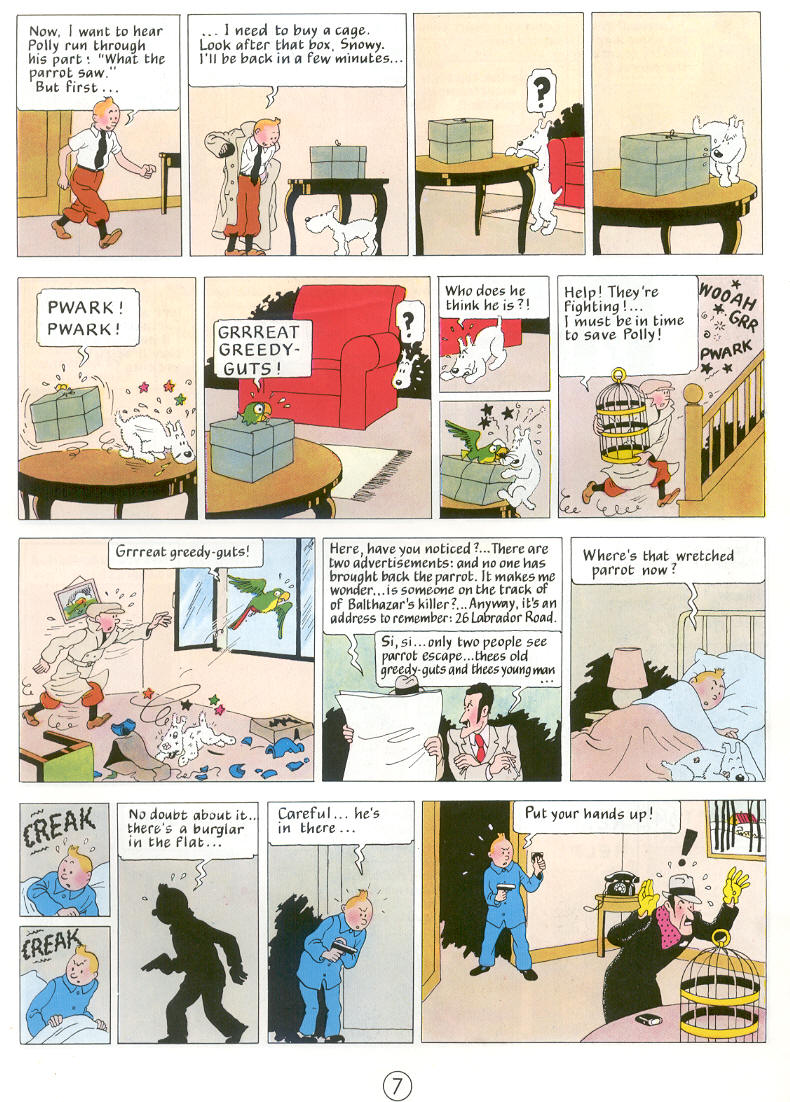 Now, I want to hear
Polly run through
his part: "What the
parrot saw."
But first...
... I need to buy a cage.
Look after that box, Snowy.
I'll be back in a few minutes...
?
PWARK!
PWARK!
GRRREAT
GREEDY-
GUTS!
?
Who does he
think he is?!
Help! They're
fighting!...
I must be in time
to save Polly!
WOOAH
GRR
PWARK
Grrreat greedy-guts!
Here, have you noticed?...There are
two advertisements: and no one has
brought back the parrot. It makes me
wonder...is someone on the track of
of Balthazar's killer?...Anyway, it's an
address to remember: 26 Labrador Road.
Si, si...only two people see
parrot escape...thees old
greedy-guts and thees young man
...
Where's that wretched
parrot now?
CREAK
CREAK
No doubt about it...
there's a burglar
in the flat...
Careful... he's
in there...
Put your hands up!
!
7